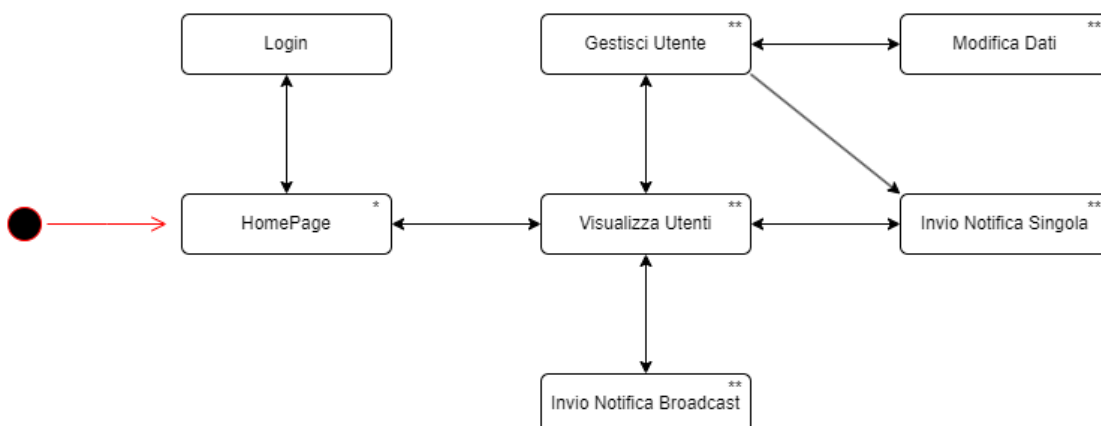 Login
Gestisci Utente
**
Modifica Dati
**
HomePage
*
Visualizza Utenti
**
Invio Notifica Singola
**
Invio Notifica Broadcast
**